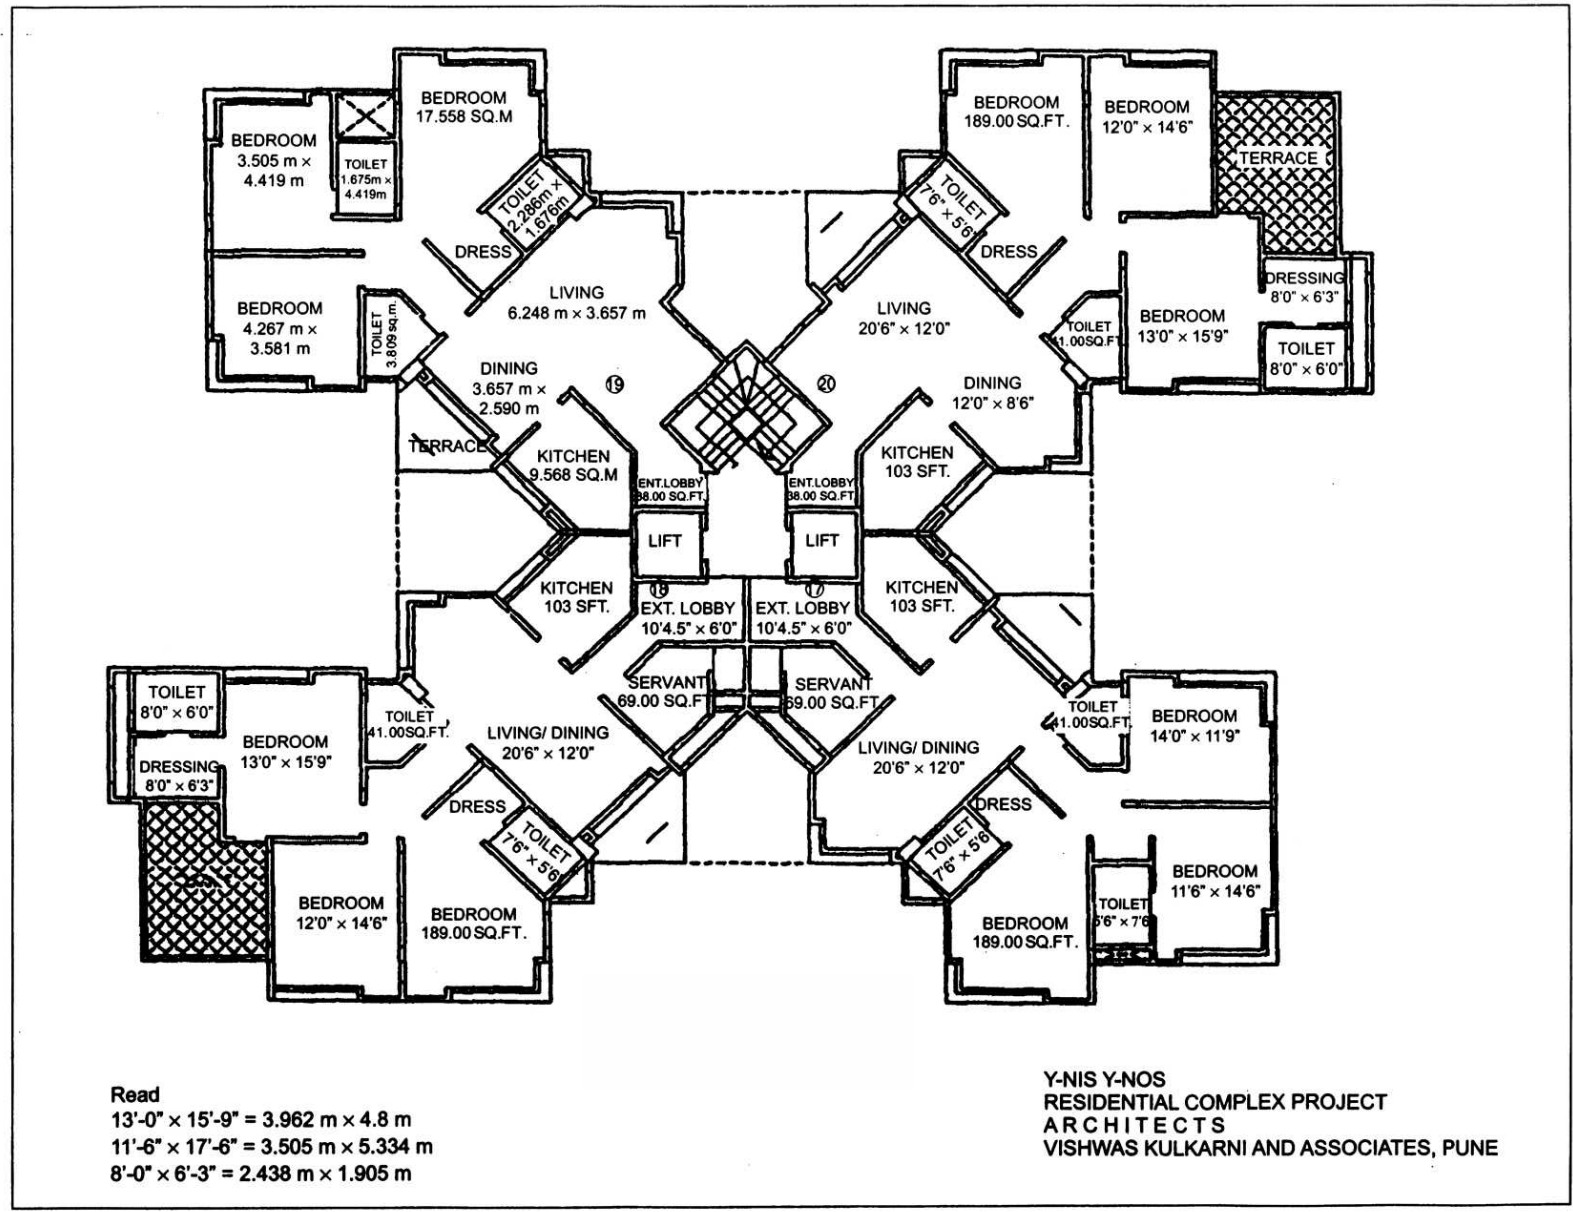 BEDROOM
17.558 SQ.M
BEDROOM
3.505 m ×
4.419 m
TOILET
1.675m ×
4.419m
TOILET
2.286m ×
1.676m
DRESS
BEDROOM
4.267 m ×
3.581 m
TOILET
3.809 sq.m.
LIVING
6.248 m × 3.657 m
DINING
3.657 m ×
2.590 m
19
TERRACE
KITCHEN
9.568 SQ.M
ENT.LOBBY
38.00 SQ.FT.
LIFT
BEDROOM
189.00 SQ.FT.
BEDROOM
12'0" × 14'6"
TERRACE
TOILET
7'6" × 5'6"
DRESS
DRESSING
8'0" × 6'3"
LIVING
20'6" × 12'0"
TOILET
41.00SQ.FT.
BEDROOM
13'0" × 15'9"
TOILET
8'0" × 6'0"
20
DINING
12'0" × 8'6"
KITCHEN
103 SFT.
ENT.LOBBY
38.00 SQ.FT.
LIFT
KITCHEN
103 SFT.
18
EXT. LOBBY
10'4.5" × 6'0"
SERVANT
69.00 SQ.FT.
TOILET
8'0" × 6'0"
TOILET
41.00SQ.FT.
LIVING/ DINING
20'6" × 12'0"
BEDROOM
13'0" × 15'9"
DRESSING
8'0" × 6'3"
DRESS
TOILET
7'6" × 5'6
BEDROOM
12'0" × 14'6"
BEDROOM
189.00 SQ.FT.
KITCHEN
103 SFT.
17
EXT. LOBBY
10'4.5" × 6'0"
SERVANT
69.00 SQ.FT.
TOILET
41.00SQ.FT.
BEDROOM
14'0" × 11'9"
LIVING/ DINING
20'6" × 12'0"
DRESS
TOILET
7'6" × 5'6
BEDROOM
11'6" × 14'6"
TOILET
5'6" × 7'6
BEDROOM
189.00 SQ.FT.
Read
13'-0" × 15'-9" = 3.962 m × 4.8 m
11'-6" × 17'-6" = 3.505 m × 5.334 m
8'-0" × 6'-3" = 2.438 m × 1.905 m
Y-NIS Y-NOS
RESIDENTIAL COMPLEX PROJECT
ARCHITECTS
VISHWAS KULKARNI AND ASSOCIATES, PUNE